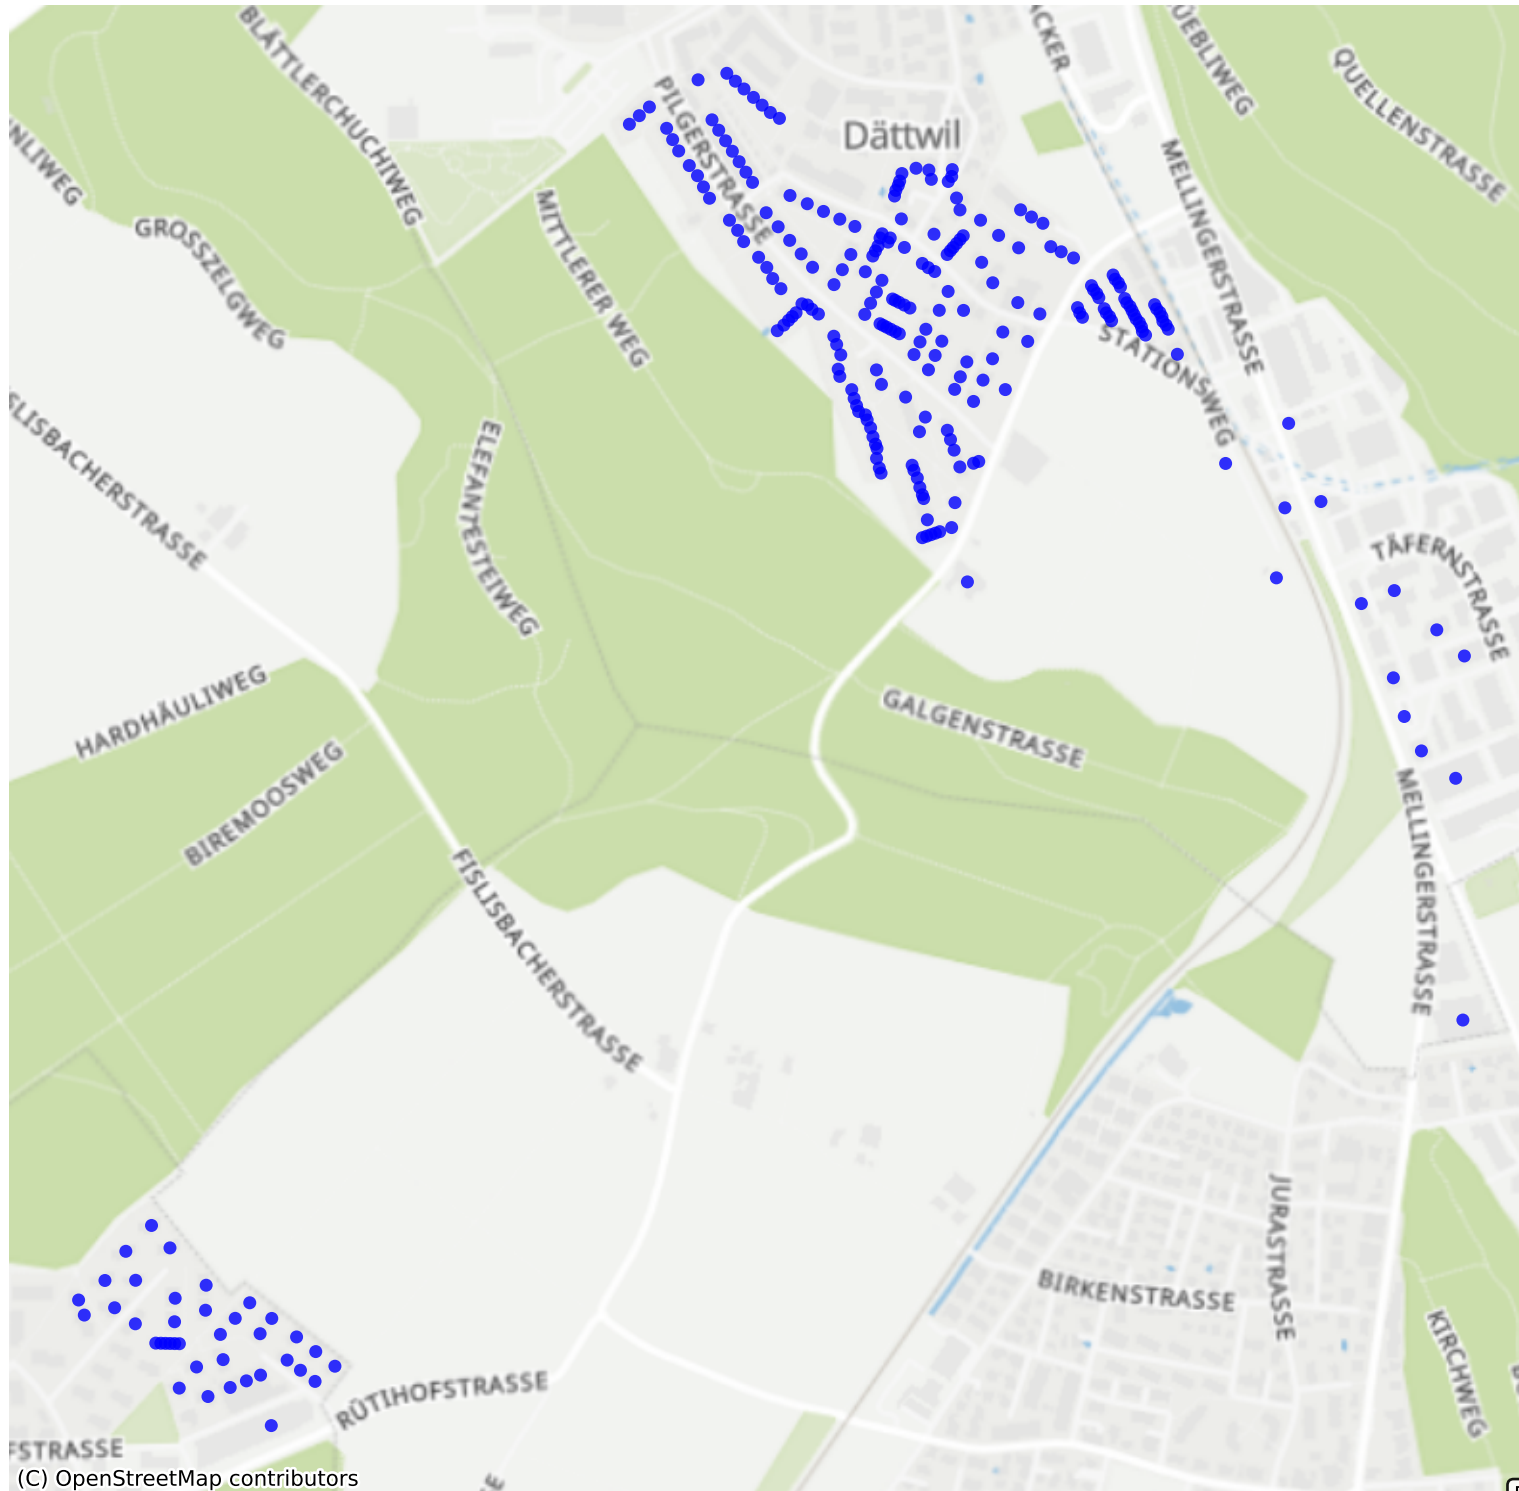 BLÄTTLERCHUCHIWEG
PILGERSTRASSE
Dättwil
QUELLENSTRASSE
MELLINGERSTRASSE
GROSSZELGWEG
MITTLERER WEG
STATIONSWEG
ELEFANTESTEIWEG
TÄFERNSTRASSE
HARDHÄULIWEG
GALGENSTRASSE
BIREMOOSWEG
MELLINGERSTRASSE
FISLISBACHERSTRASSE
JURASTRASSE
BIRKENSTRASSE
KIRCHWEG
RÜTIHOFSTRASSE
FSTRASSE
(C) OpenStreetMap contributors